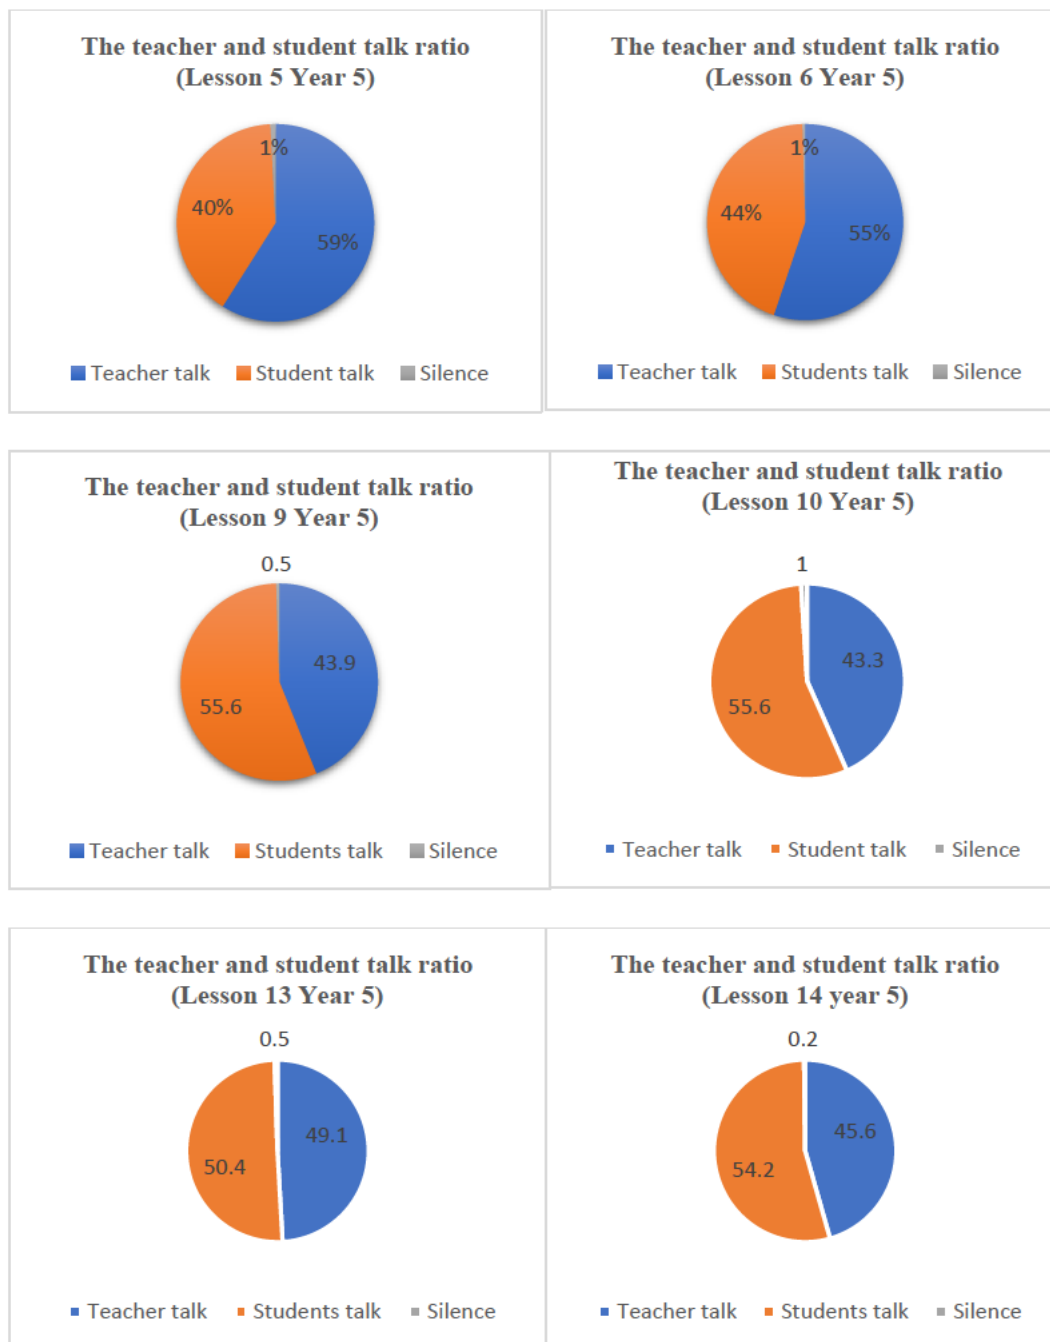 The teacher and student talk ratio
(Lesson 5 Year 5)
1%
40%
59%
Teacher talk Student talk Silence
The teacher and student talk ratio
(Lesson 6 Year 5)
1%
44%
55%
Teacher talk Students talk Silence
The teacher and student talk ratio
(Lesson 9 Year 5)
0.5
43.9
55.6
Teacher talk Students talk Silence
The teacher and student talk ratio
(Lesson 10 Year 5)
1
43.3
55.6
Teacher talk Student talk Silence
The teacher and student talk ratio
(Lesson 13 Year 5)
0.5
49.1
50.4
Teacher talk Students talk Silence
The teacher and student talk ratio
(Lesson 14 year 5)
0.2
45.6
54.2
Teacher talk Students talk Silence